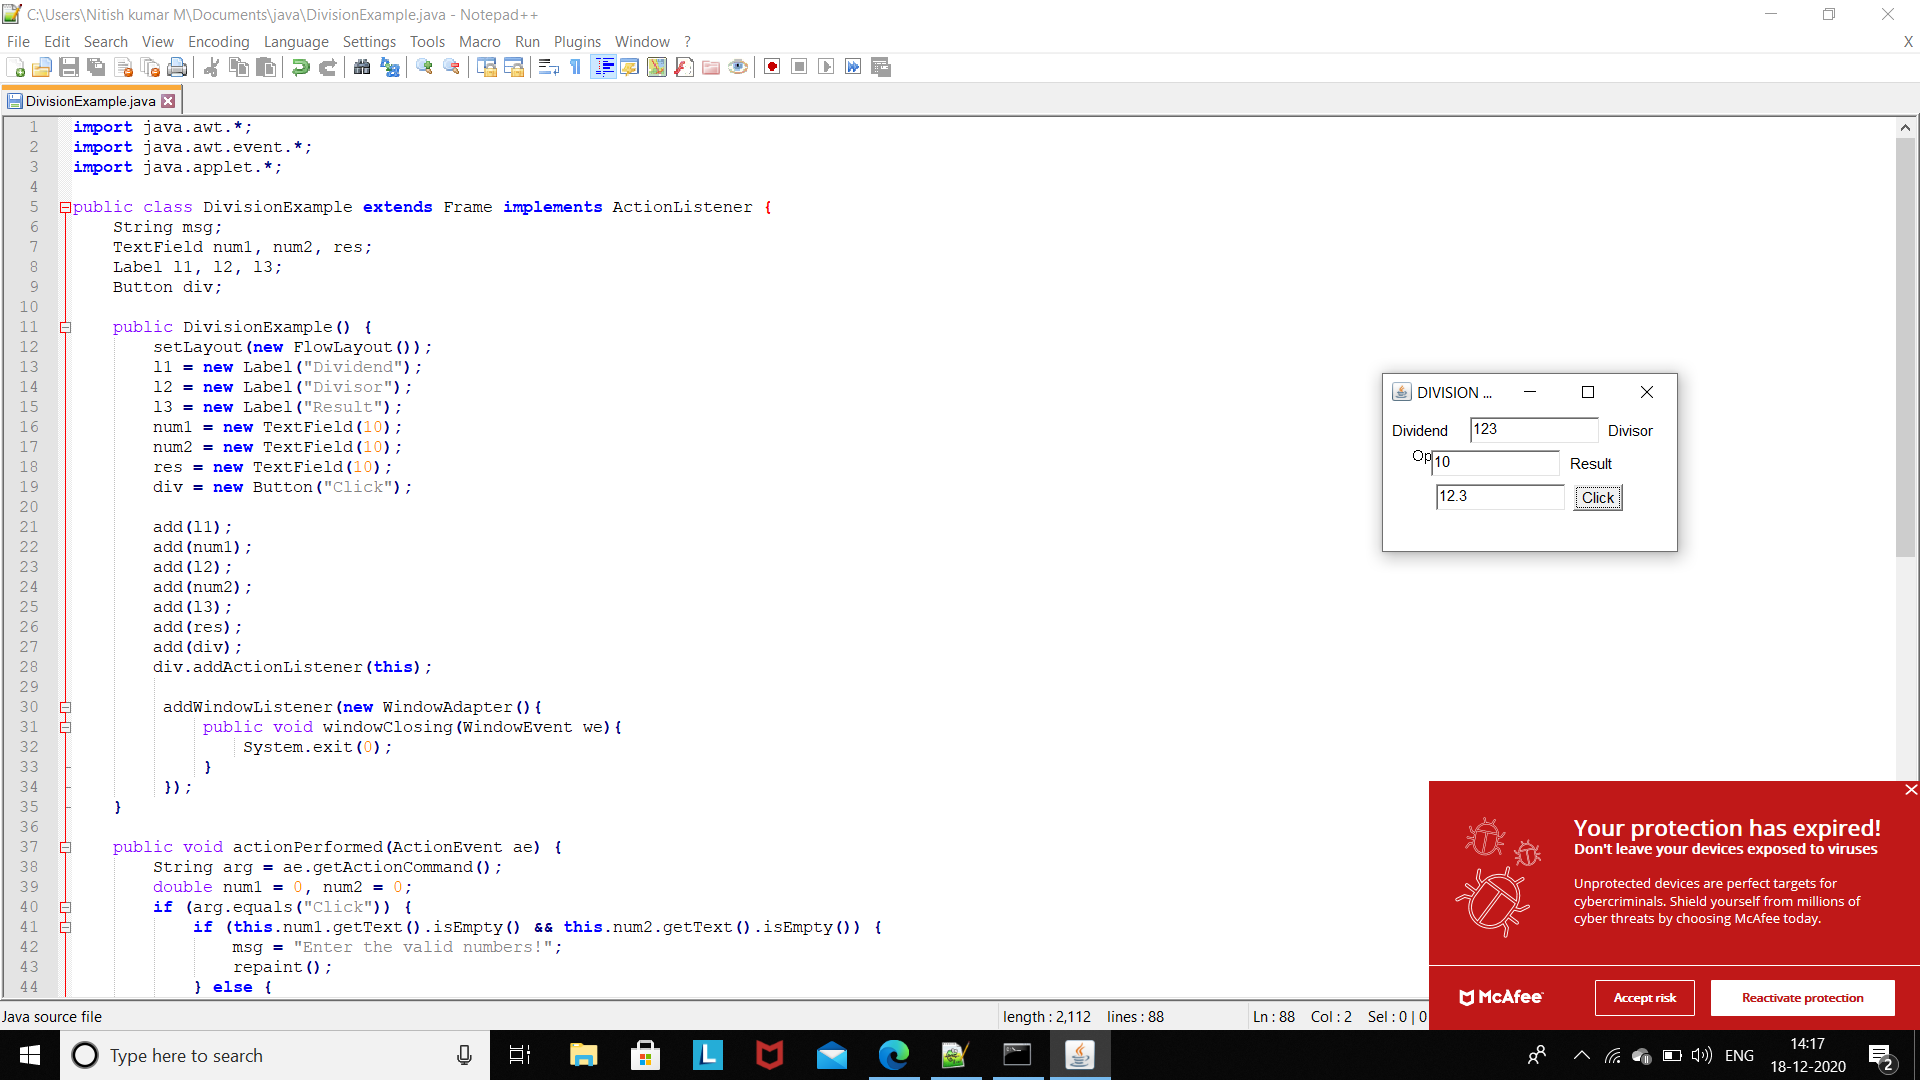 C:\Users\Nitish kumar M\Documents\java\DivisionExample.java - Notepad++
File Edit Search View Encoding Language Settings Tools Macro Run Plugins Window ? X
DivisionExample.java
1 import java.awt.*;
2 import java.awt.event.*;
3 import java.applet.*;
4
5 public class DivisionExample extends Frame implements ActionListener {
6 String msg;
7 TextField num1, num2, res;
8 Label l1, l2, l3;
9 Button div;
10
11 public DivisionExample() {
12 setLayout(new FlowLayout());
13 l1 = new Label("Dividend");
14 l2 = new Label("Divisor");
15 l3 = new Label("Result");
16 num1 = new TextField(10);
17 num2 = new TextField(10);
18 res = new TextField(10);
19 div = new Button("Click");
20
21 add(l1);
22 add(num1);
23 add(l2);
24 add(num2);
25 add(l3);
26 add(res);
27 add(div);
28 div.addActionListener(this);
29
30 addWindowListener(new WindowAdapter(){
31 public void windowClosing(WindowEvent we){
32 System.exit(0);
33 }
34 });
35 }
36
37 public void actionPerformed(ActionEvent ae) {
38 String arg = ae.getActionCommand();
39 double num1 = 0, num2 = 0;
40 if (arg.equals("Click")) {
41 if (this.num1.getText().isEmpty() && this.num2.getText().isEmpty()) {
42 msg = "Enter the valid numbers!";
43 repaint();
44 } else {
DIVISION ...
Dividend 123 Divisor
Op 10 Result
12.3 Click
Your protection has expired!
Don't leave your devices exposed to viruses
Unprotected devices are perfect targets for
cybercriminals. Shield yourself from millions of
cyber threats by choosing McAfee today.
McAfee Accept risk Reactivate protection
Java source file length : 2,112 lines : 88 Ln : 88 Col : 2 Sel : 0 | 0
Type here to search
ENG
14:17
18-12-2020
2